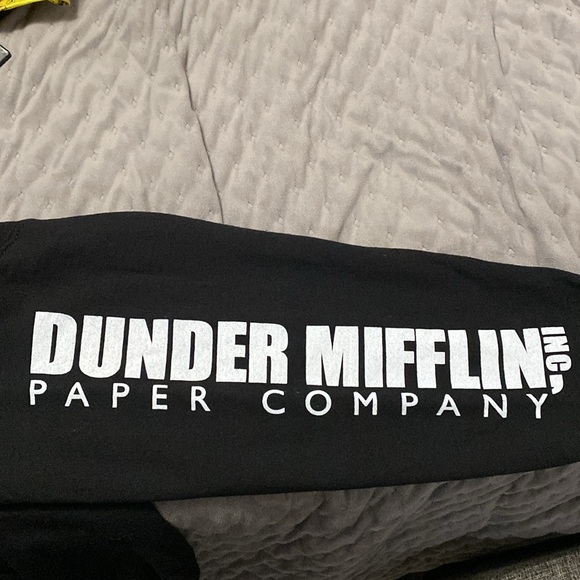 DUNDER MIFFLIN INC,
PAPER COMPANY